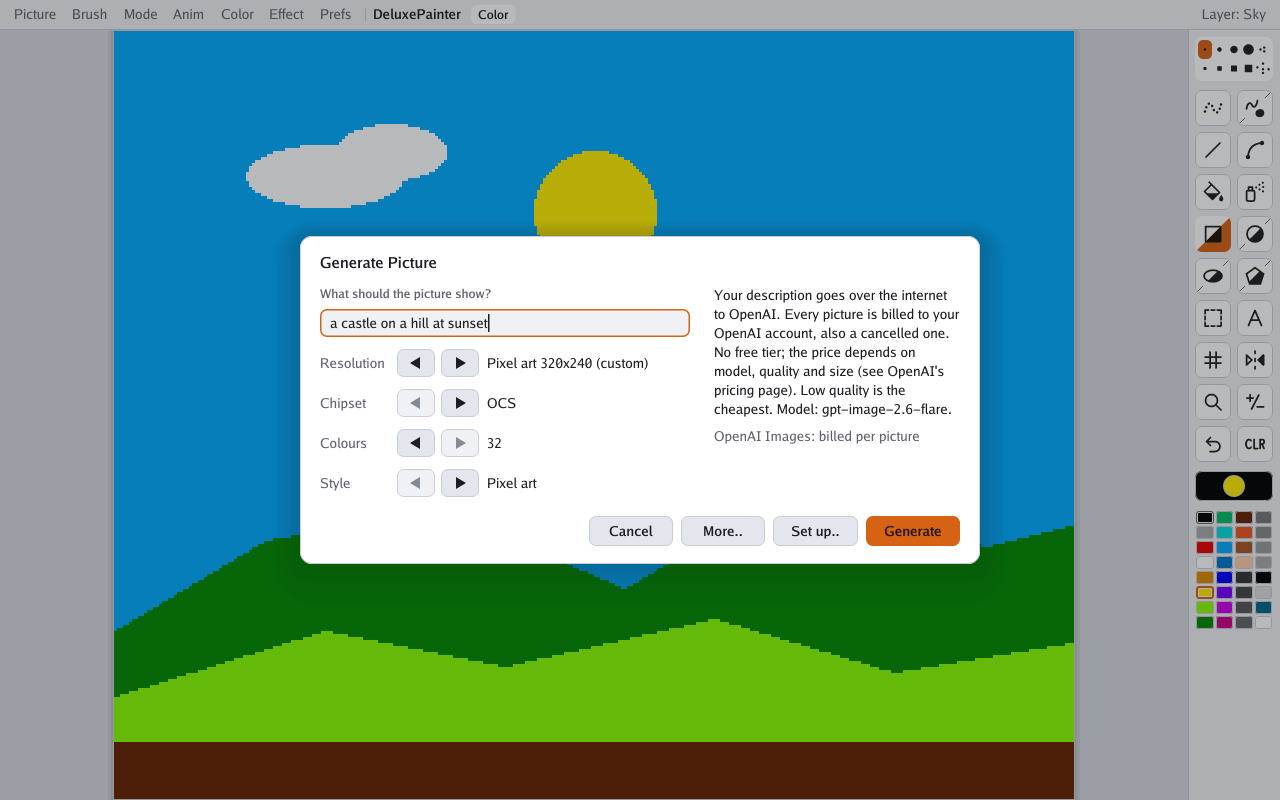 Picture Brush Mode Anim Color Effect Prefs DeluxePainter Color Layer: Sky
Generate Picture
What should the picture show?
a castle on a hill at sunset
Resolution Pixel art 320x240 (custom)
Chipset OCS
Colours 32
Style Pixel art
Your description goes over the internet
to OpenAI. Every picture is billed to your
OpenAI account, also a cancelled one.
No free tier; the price depends on
model, quality and size (see OpenAI's
pricing page). Low quality is the
cheapest. Model: gpt-image-2.6-flare.
OpenAI Images: billed per picture
Cancel More.. Set up.. Generate
A
CLR